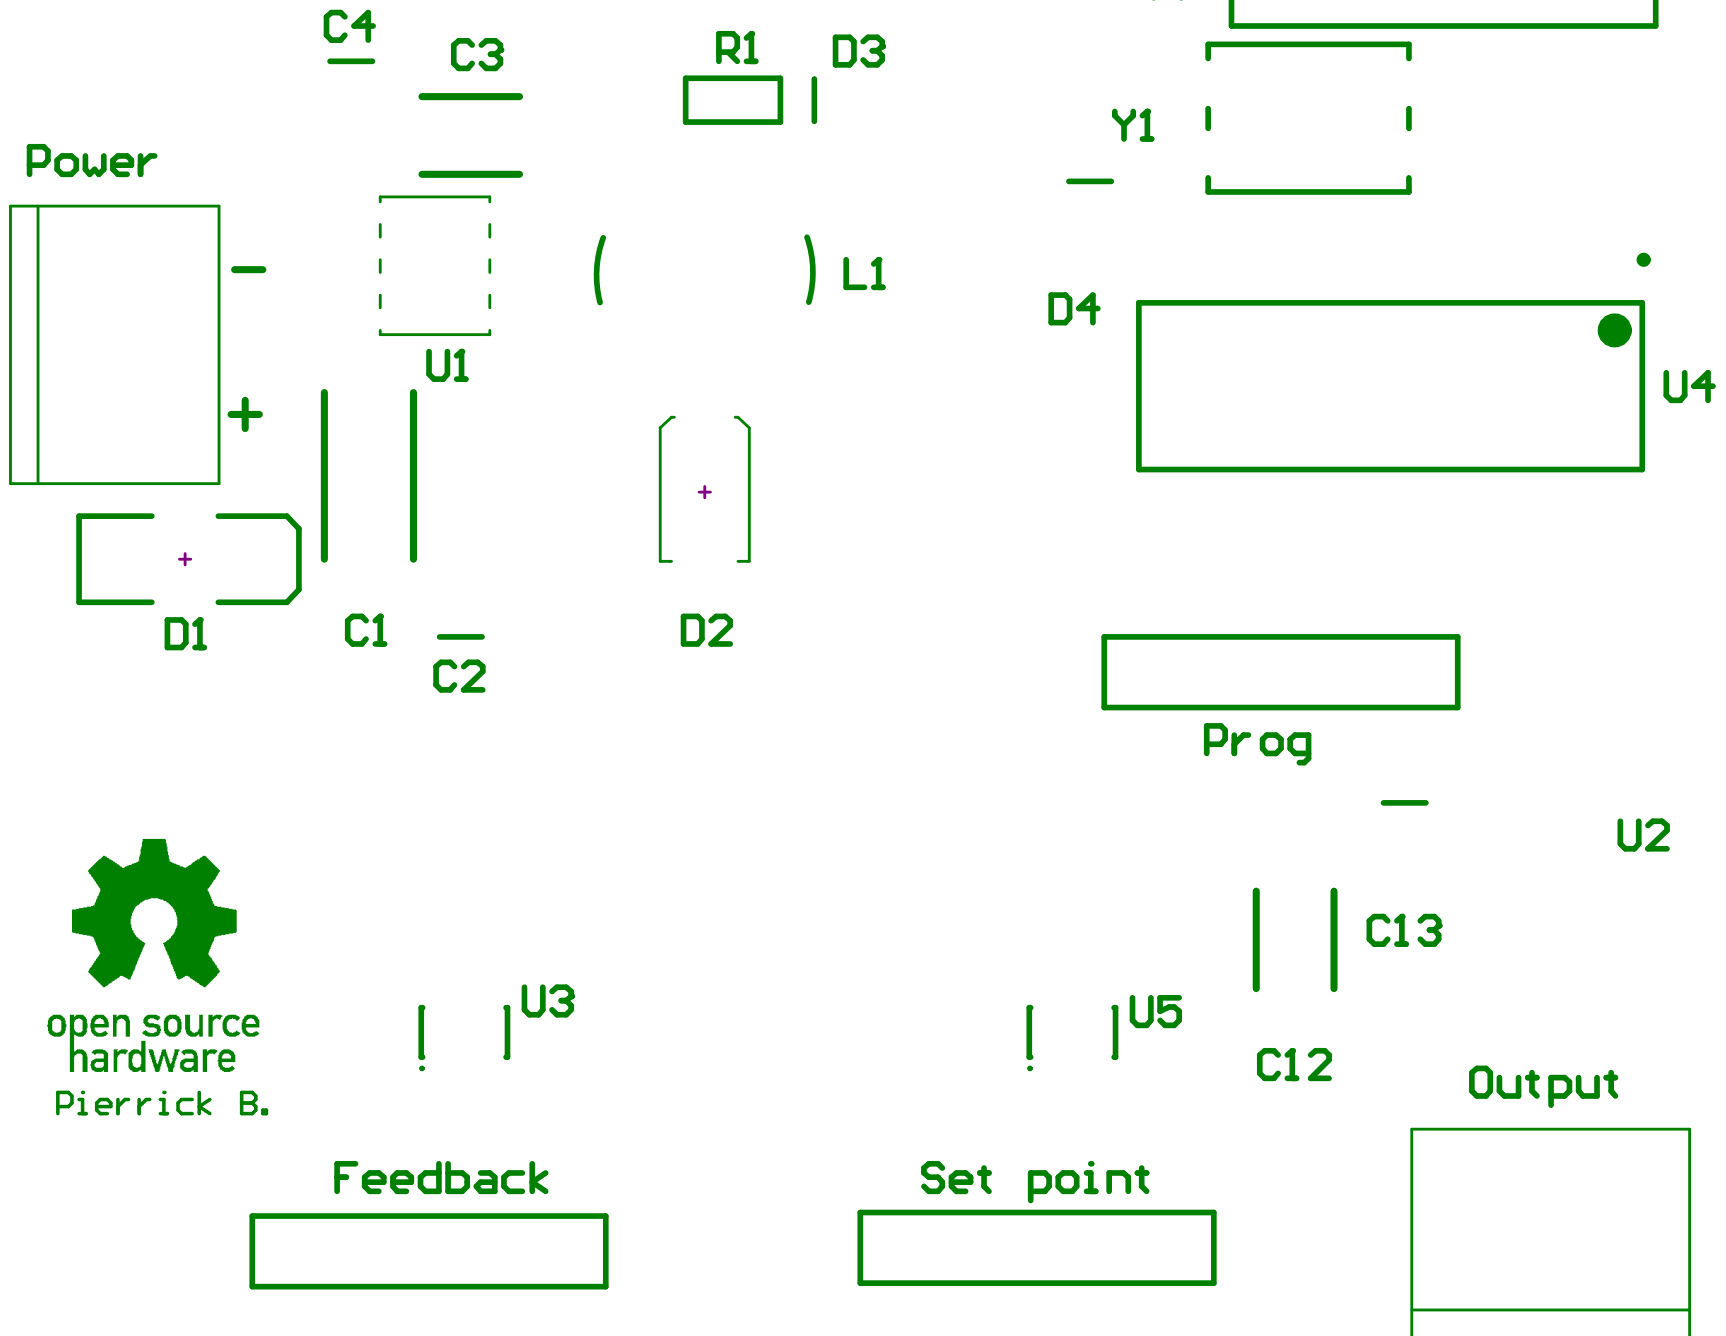 C4
C3
R1
D3
Y1
Power
-
L1
D4
U1
U4
+
D1
C1
D2
C2
Prog
U2
C13
U3
U5
open source
hardware
C12
Output
Pierrick B.
Feedback
Set point